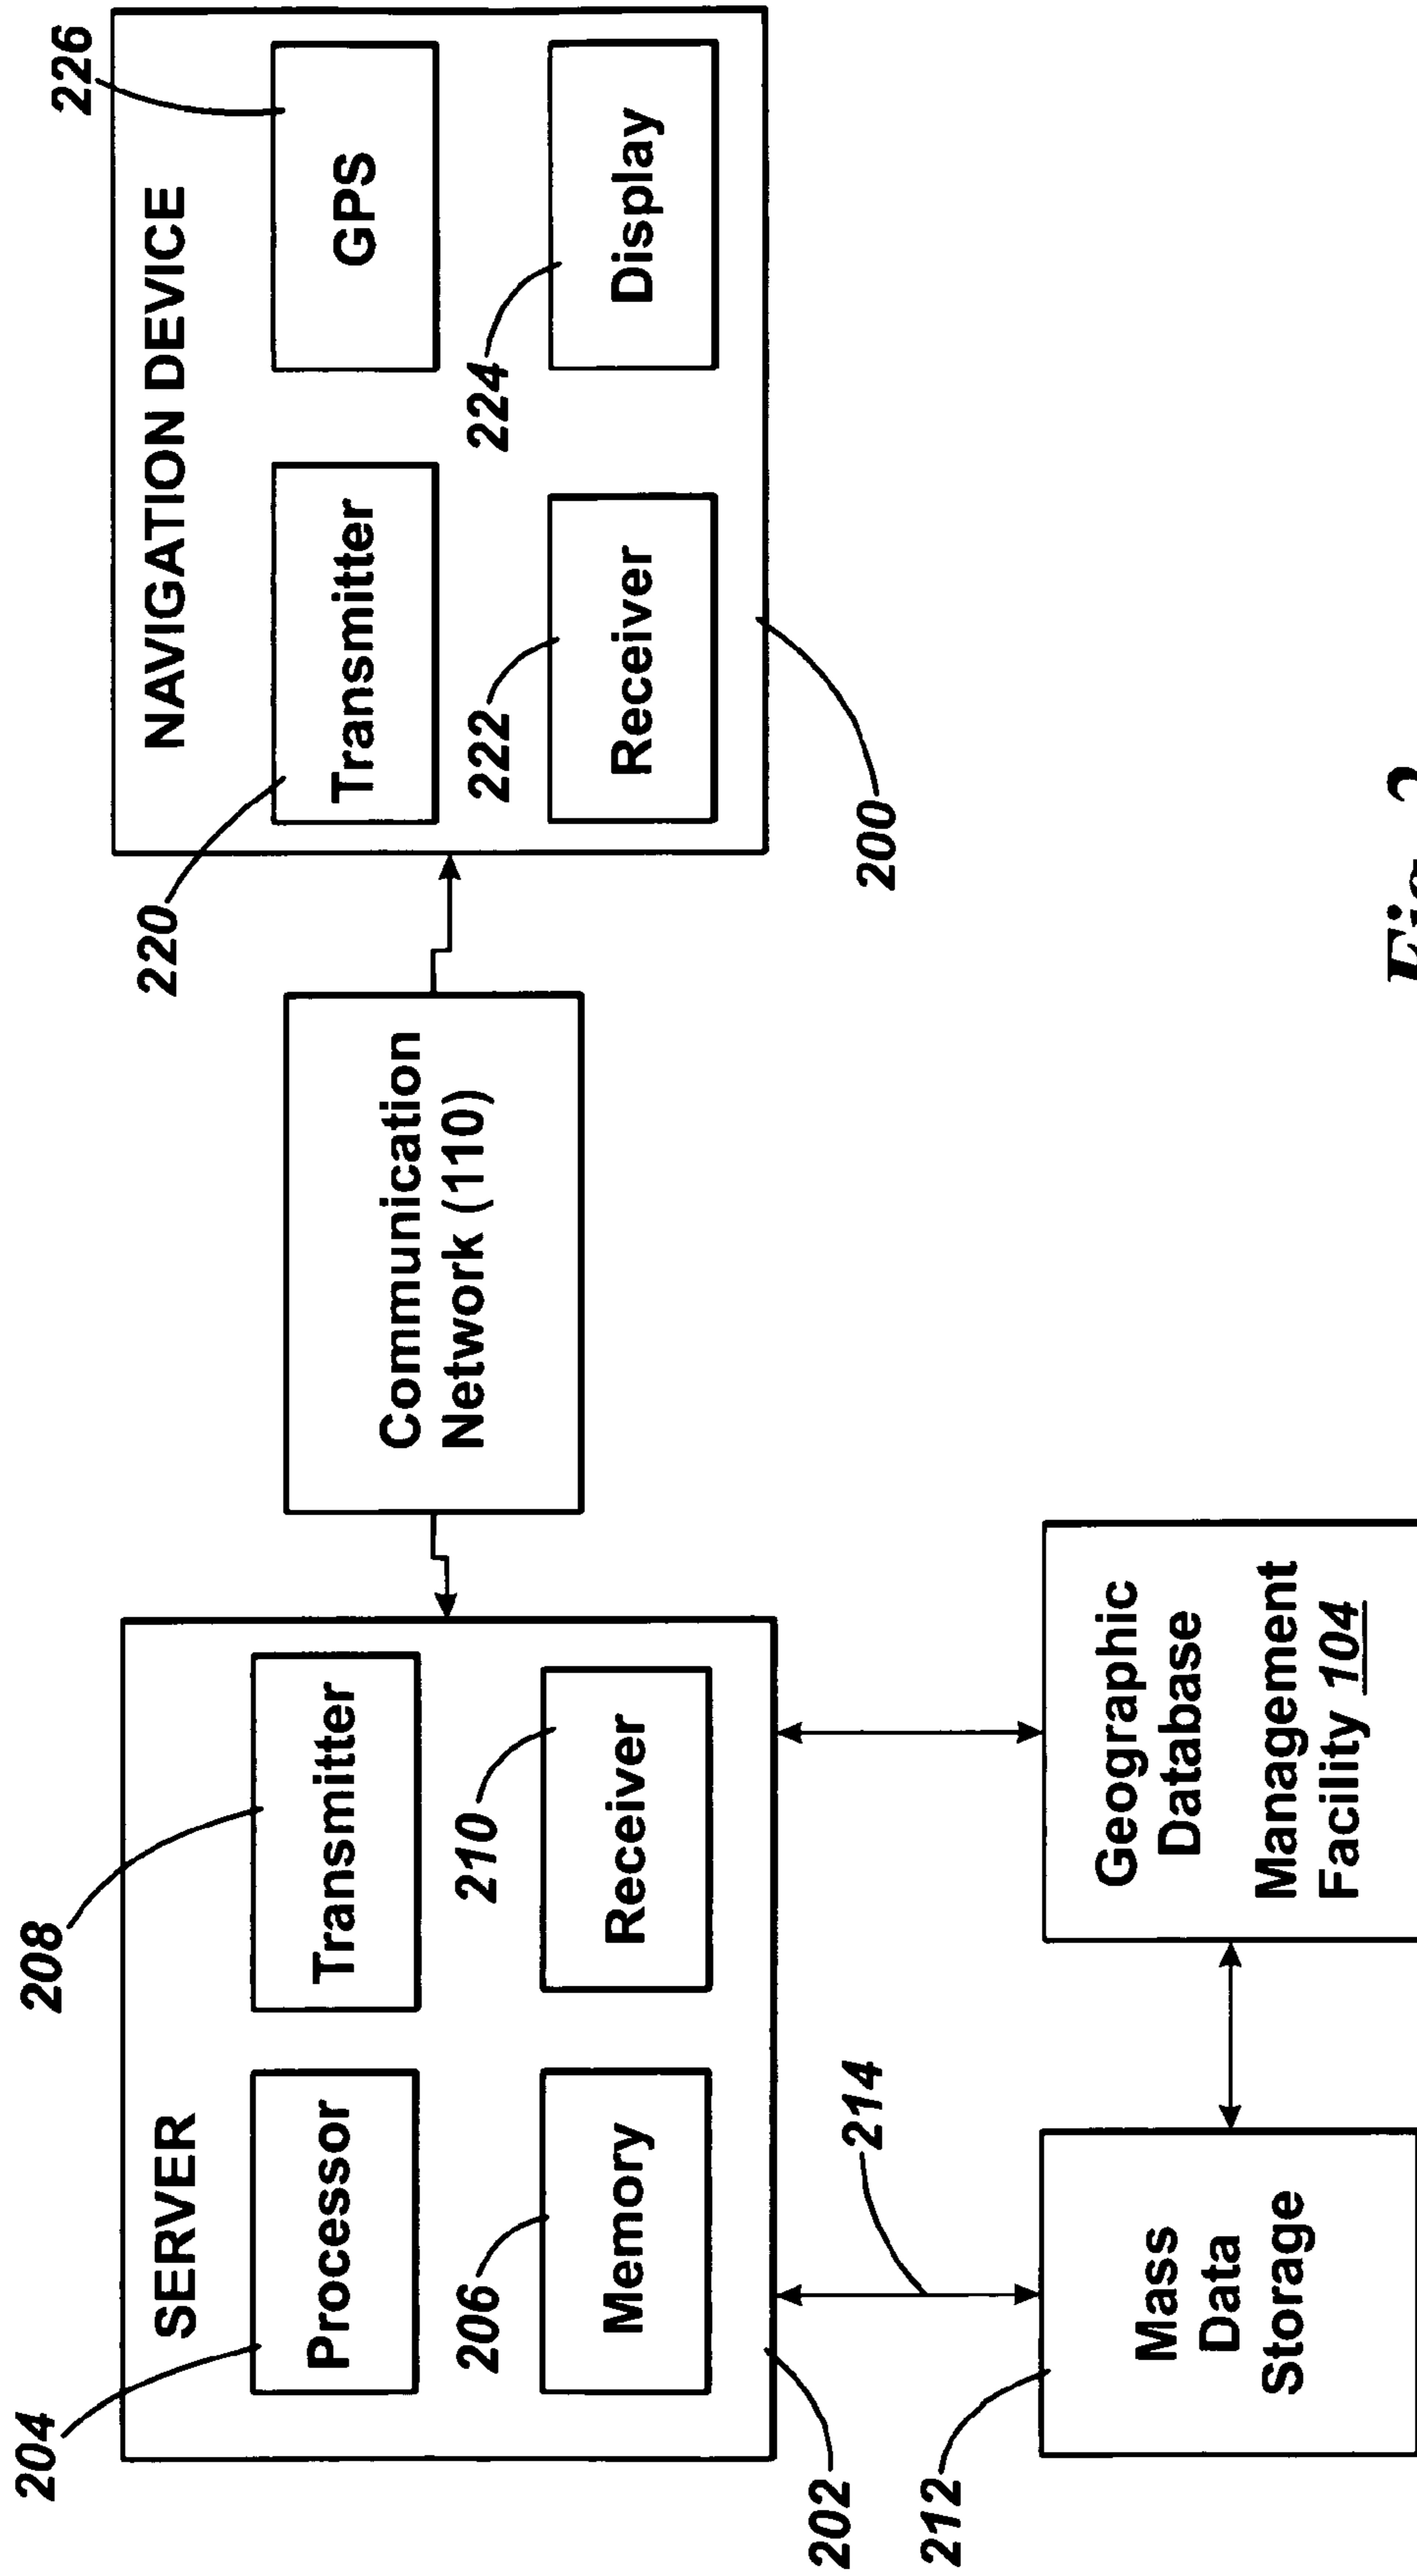 204
SERVER
208
Processor
Transmitter
206
210
Memory
Receiver
202
214
212
Mass
Data
Storage
Geographic
Database
Management
Facility 104
Communication
Network (110)
220
226
NAVIGATION DEVICE
Transmitter
GPS
222
224
Receiver
Display
200